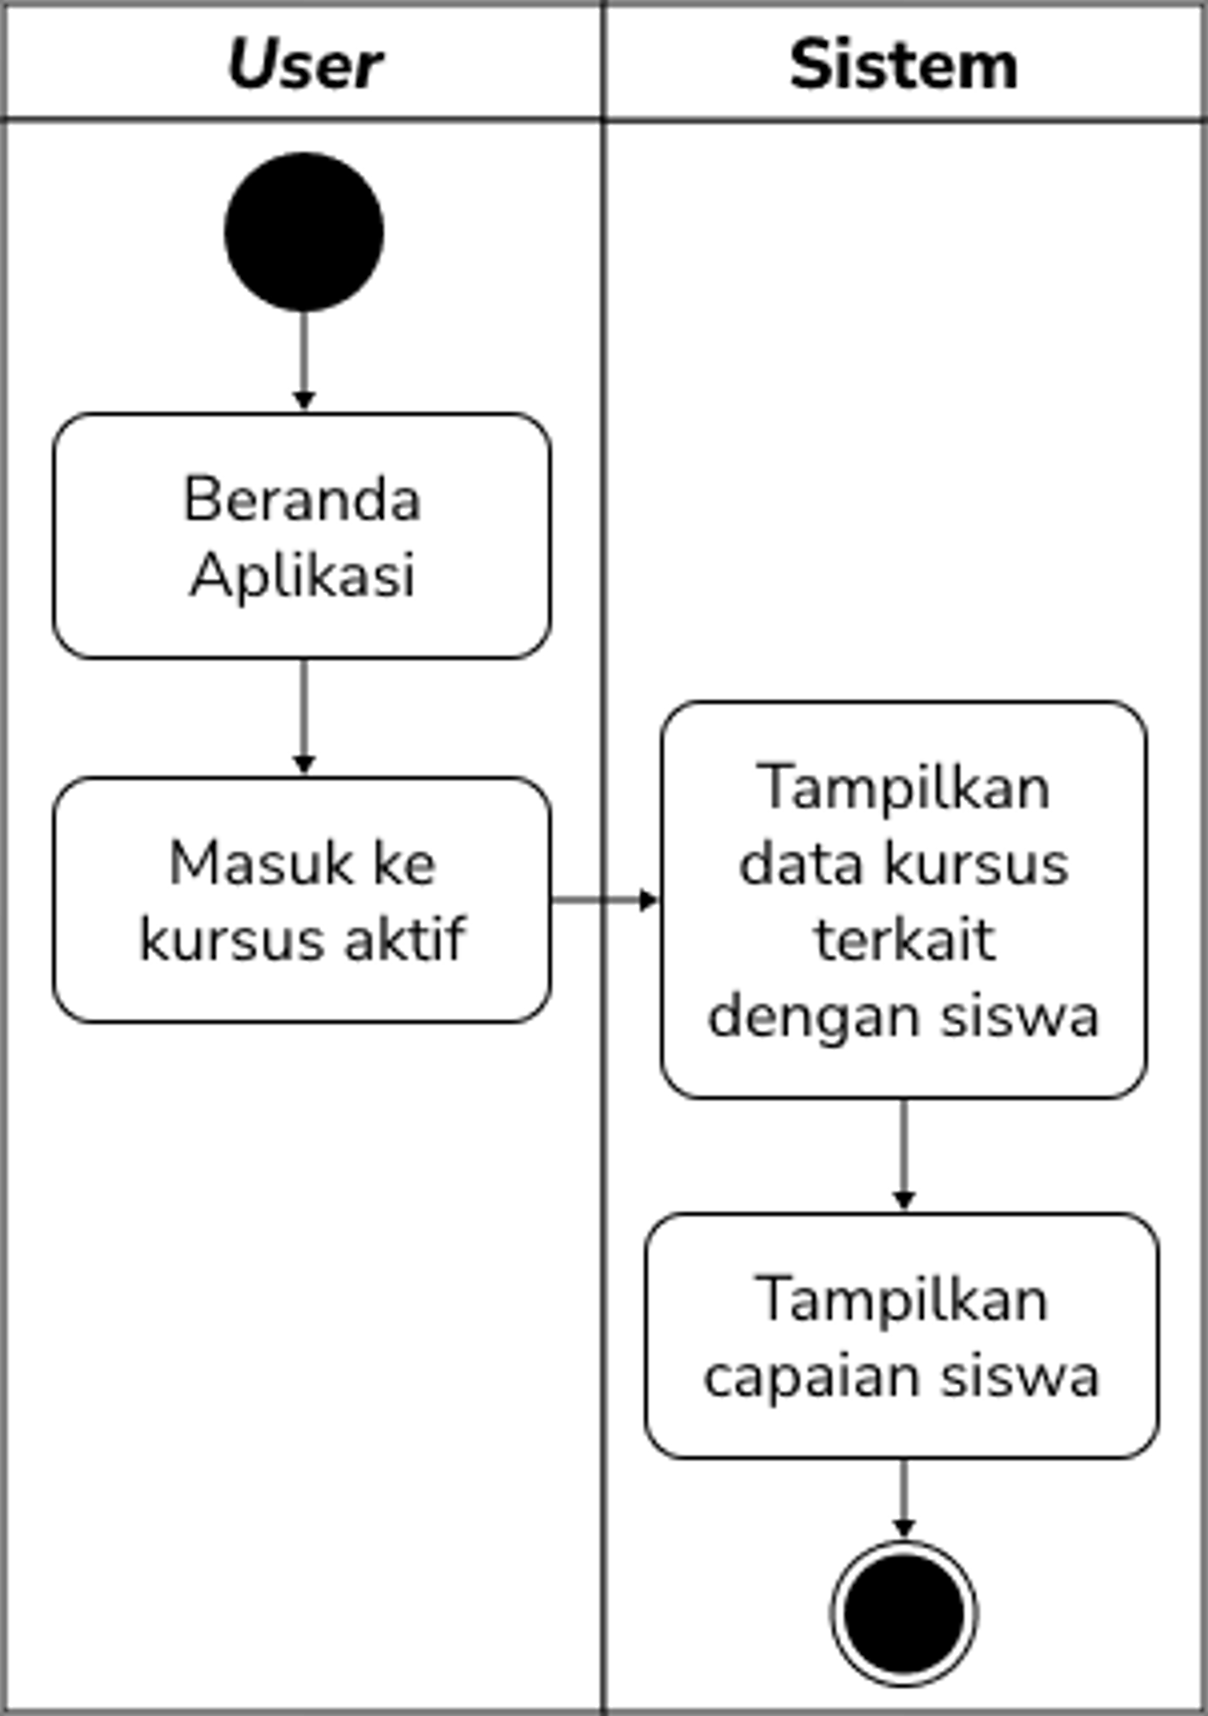 User
Sistem
Beranda
Aplikasi
Masuk ke
kursus aktif
Tampilkan
data kursus
terkait
dengan siswa
Tampilkan
capaian siswa